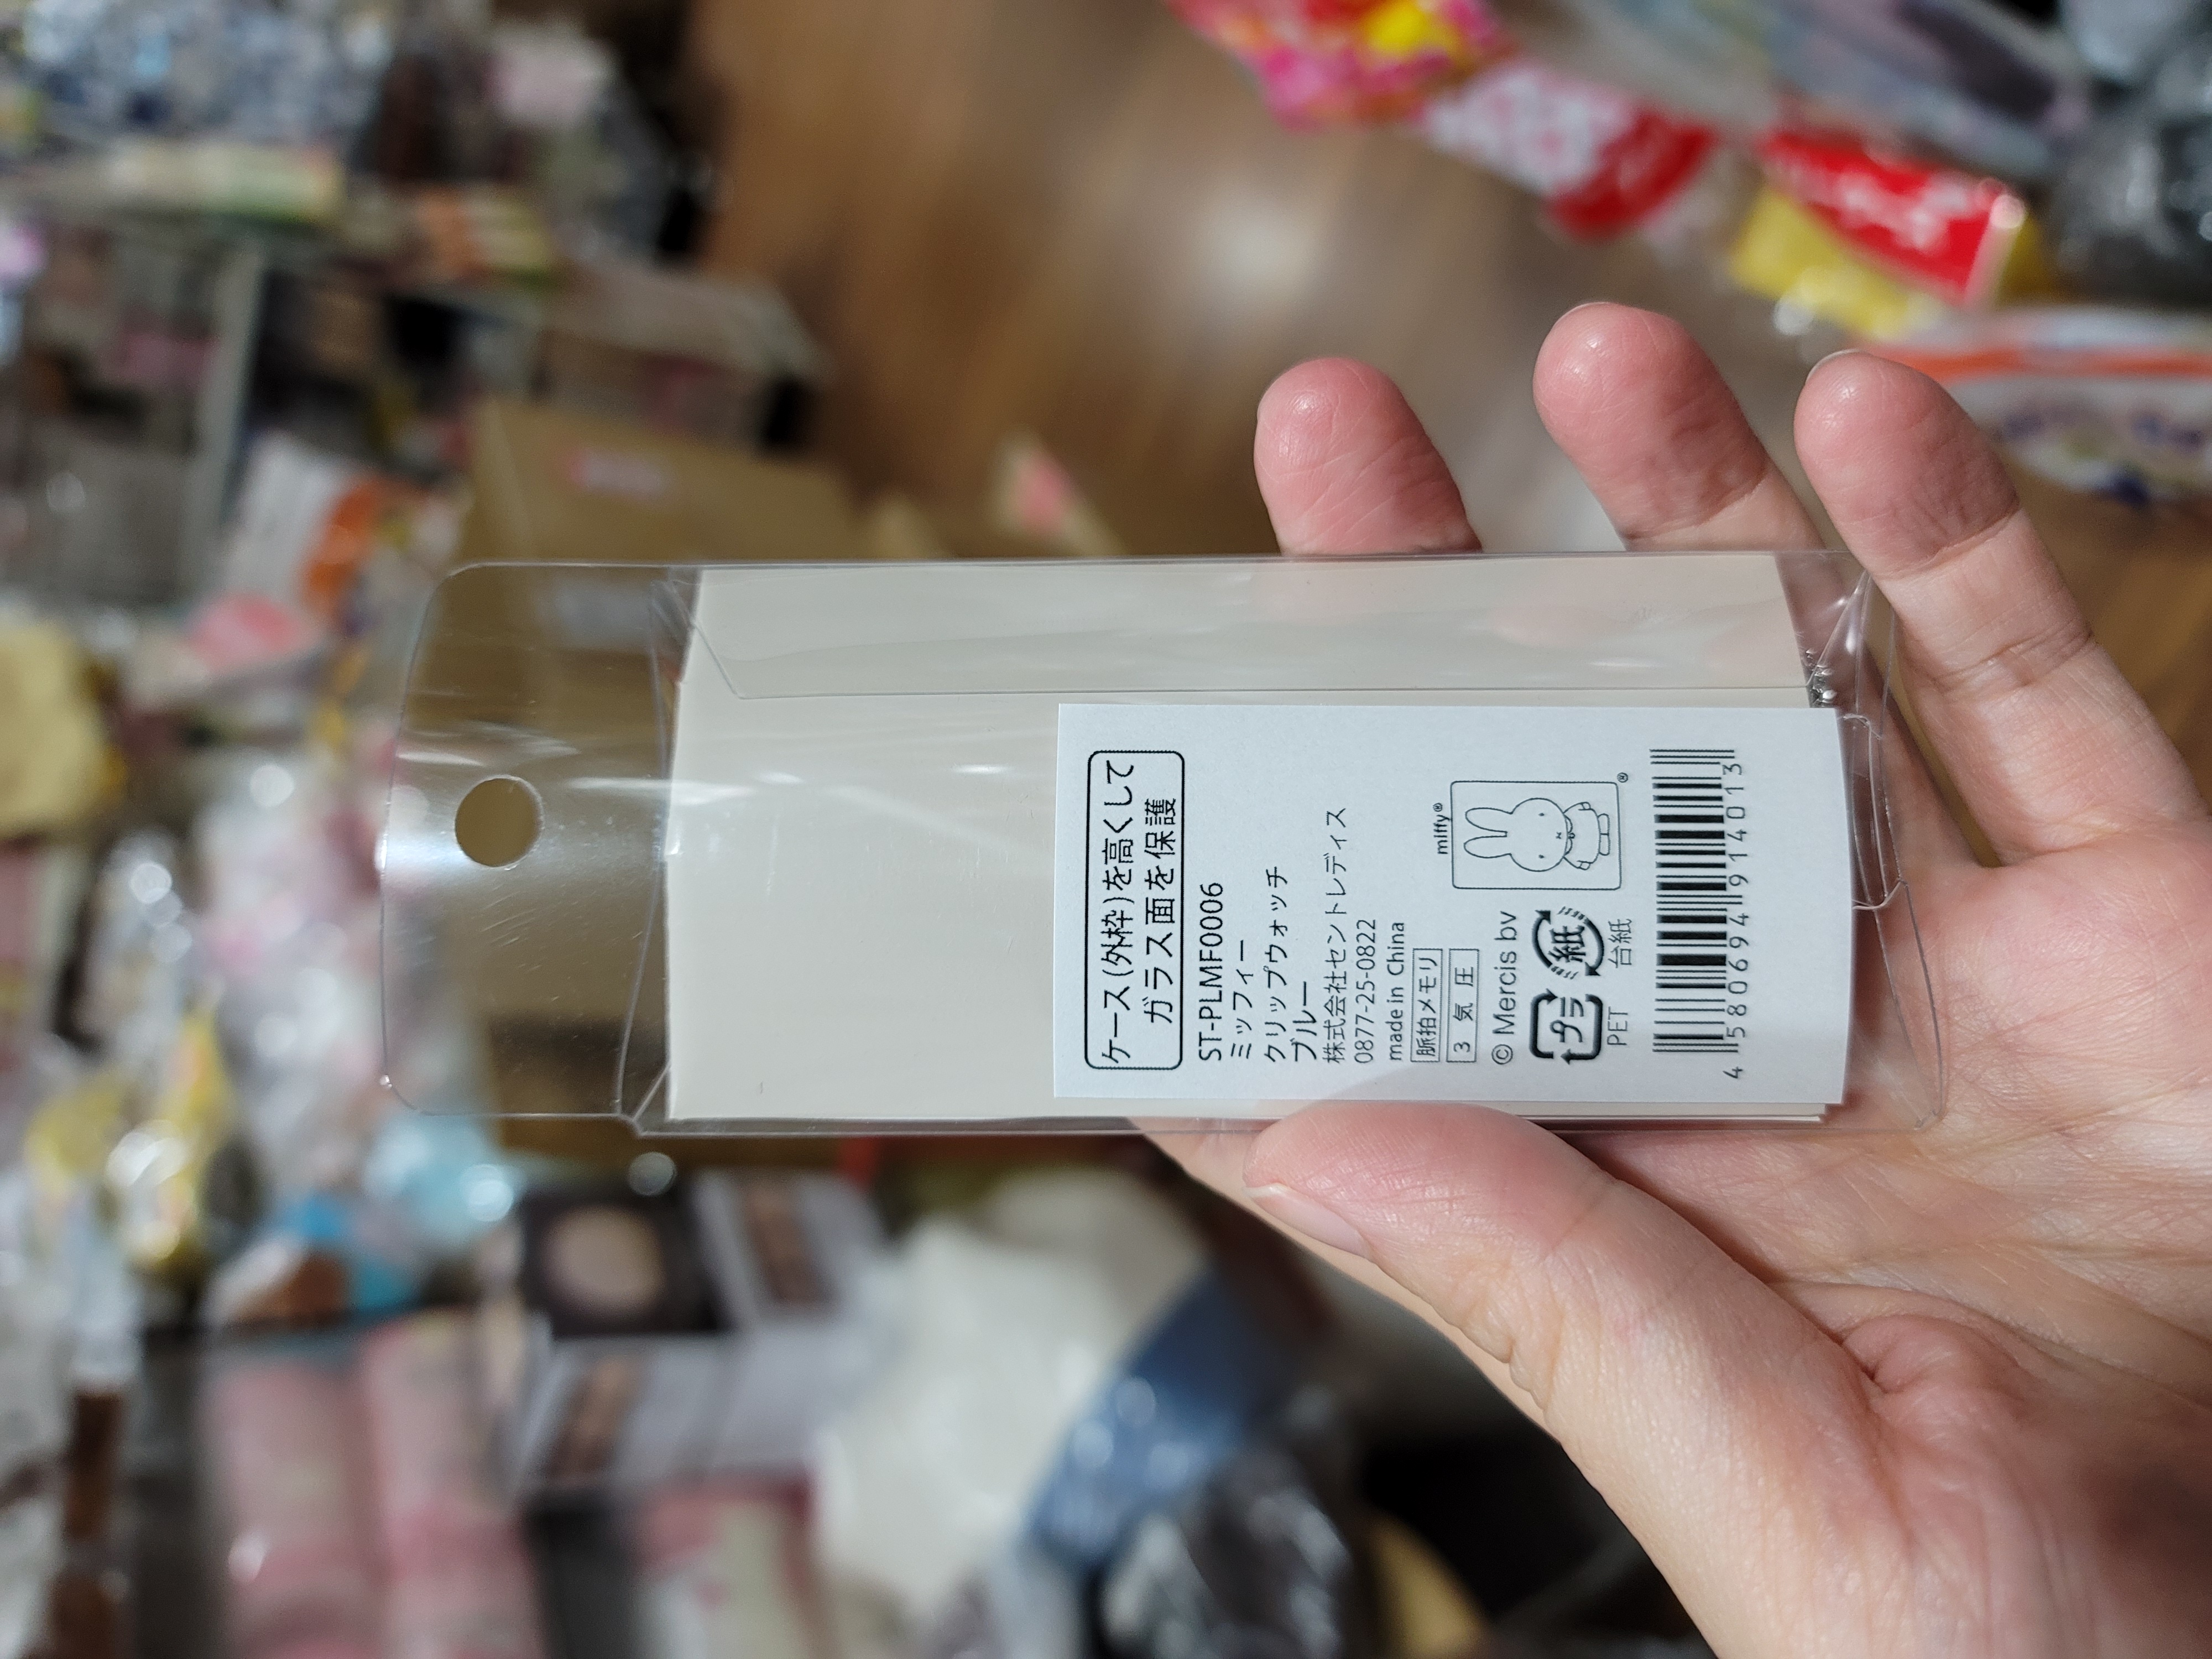 ケース(外枠)を高くして
ガラス面を保護
ST-PLMF0006
ミッフィー
クリップウォッチ
ブルー
株式会社セントレディス
0877-25-0822
made in China
脈拍メモリ
3 気 圧
miffy®
®
© Mercis bv
プラ
PET
紙
台紙
4 580694 914013